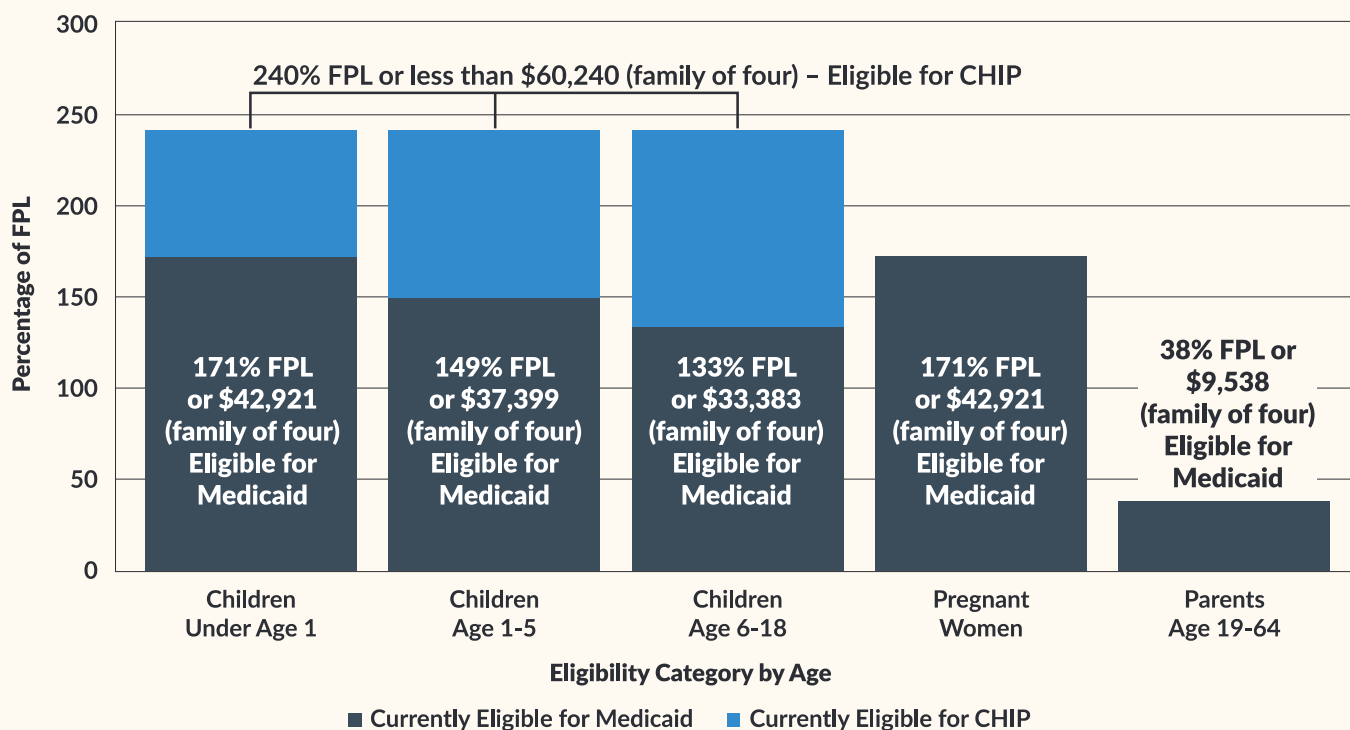 300
240% FPL or less than $60,240 (family of four) – Eligible for CHIP
250
200
150
100
50
0
Percentage of FPL
171% FPL
or $42,921
(family of four)
Eligible for
Medicaid
149% FPL
or $37,399
(family of four)
Eligible for
Medicaid
133% FPL
or $33,383
(family of four)
Eligible for
Medicaid
171% FPL
or $42,921
(family of four)
Eligible for
Medicaid
38% FPL or
$9,538
(family of four)
Eligible for
Medicaid
Children
Under Age 1
Children
Age 1-5
Children
Age 6-18
Pregnant
Women
Parents
Age 19-64
Eligibility Category by Age
Currently Eligible for Medicaid
Currently Eligible for CHIP